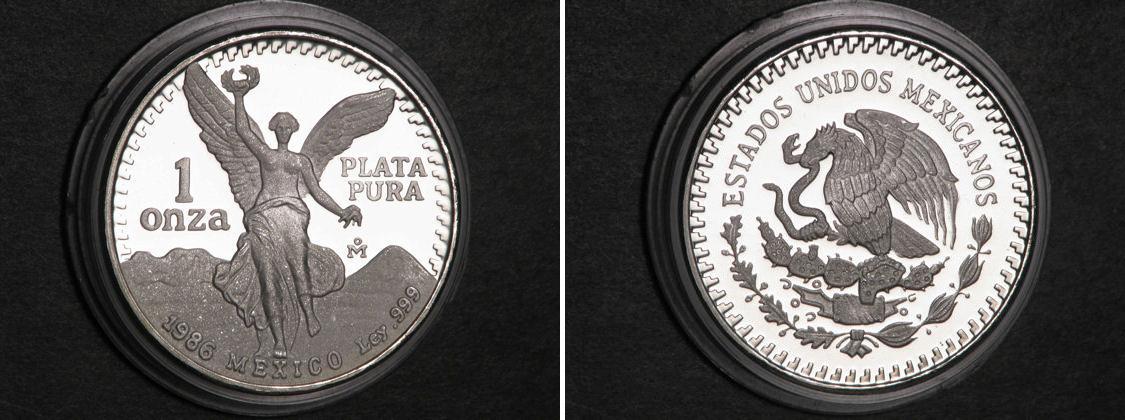 1
onza
PLATA
PURA
M̊
1986 MEXICO Ley .999
ESTADOS UNIDOS MEXICANOS